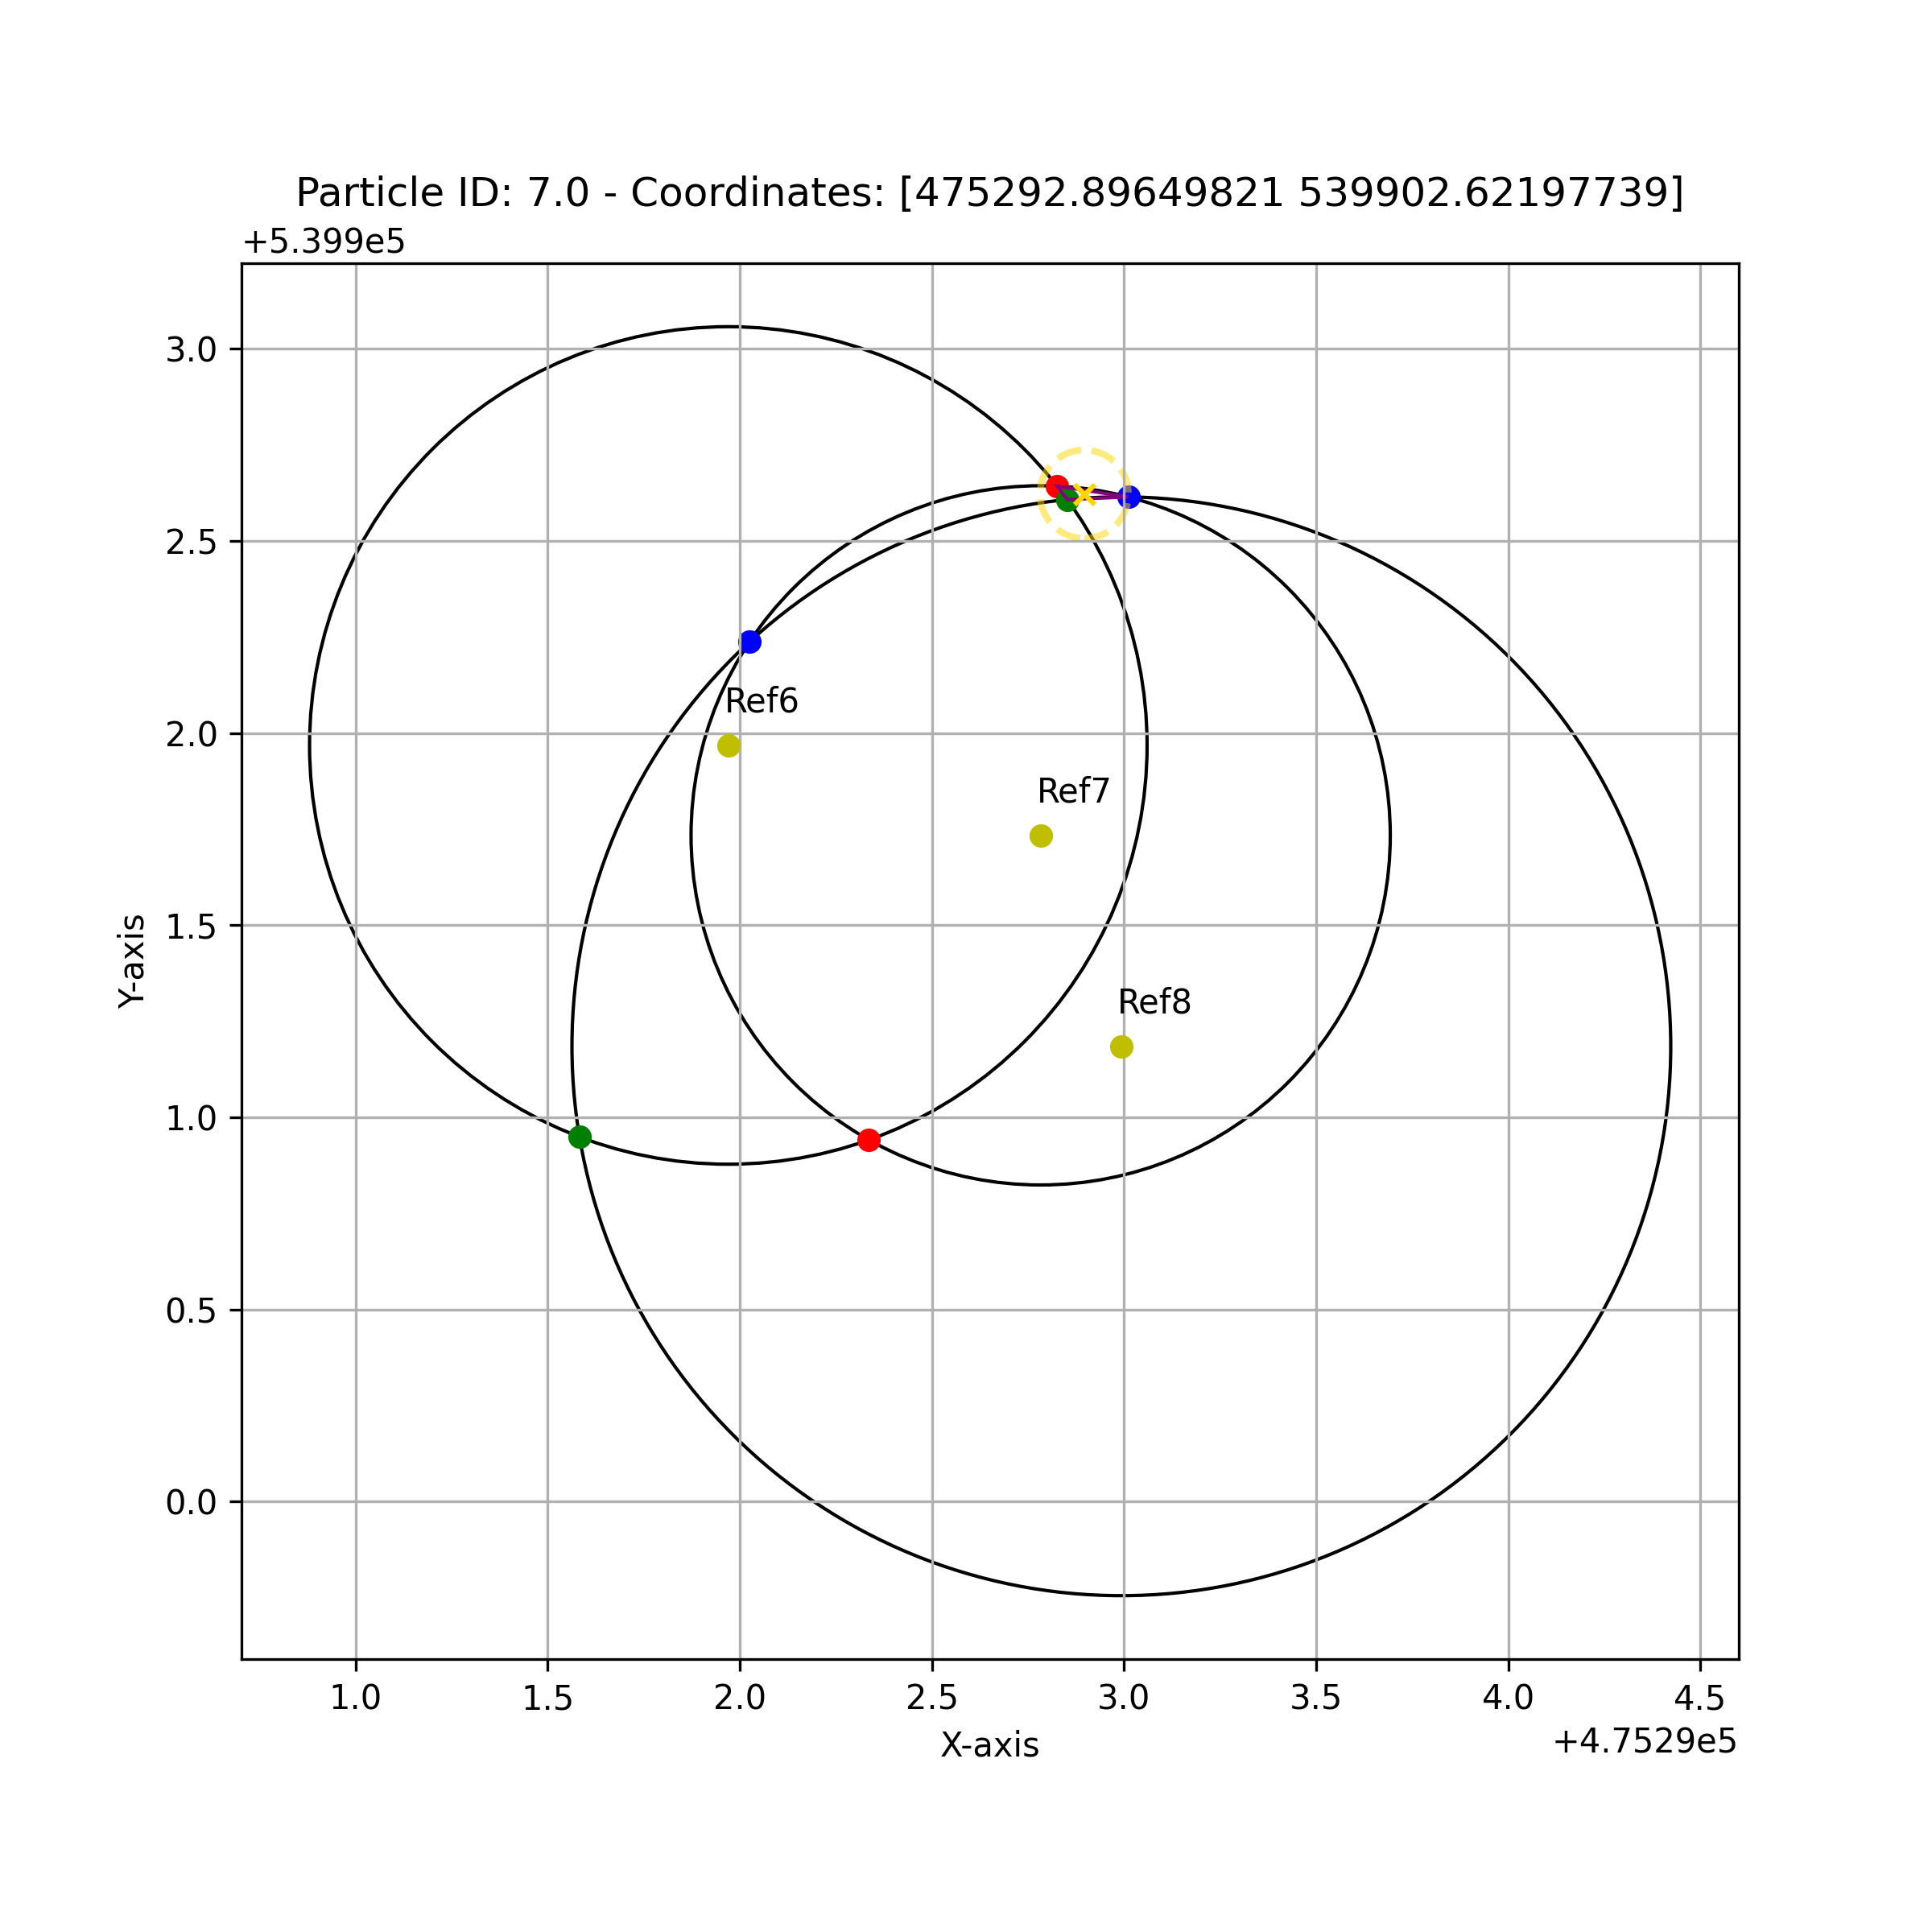 Particle ID: 7.0 - Coordinates: [475292.89649821 539902.62197739]
+5.399e5
3.0
2.5
2.0
1.5
1.0
0.5
0.0
Y-axis
Ref6
Ref7
Ref8
1.0 1.5 2.0 2.5 3.0 3.5 4.0 4.5
X-axis
+4.7529e5